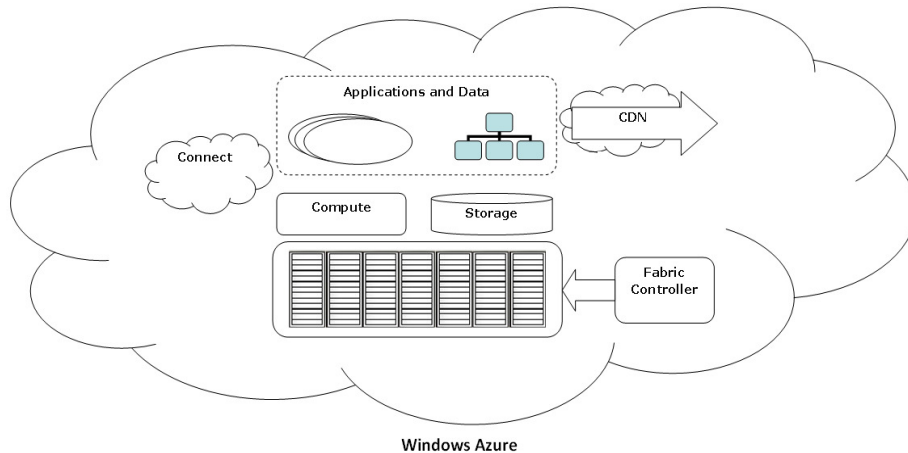 Applications and Data
CDN
Connect
Compute
Storage
Fabric
Controller
Windows Azure